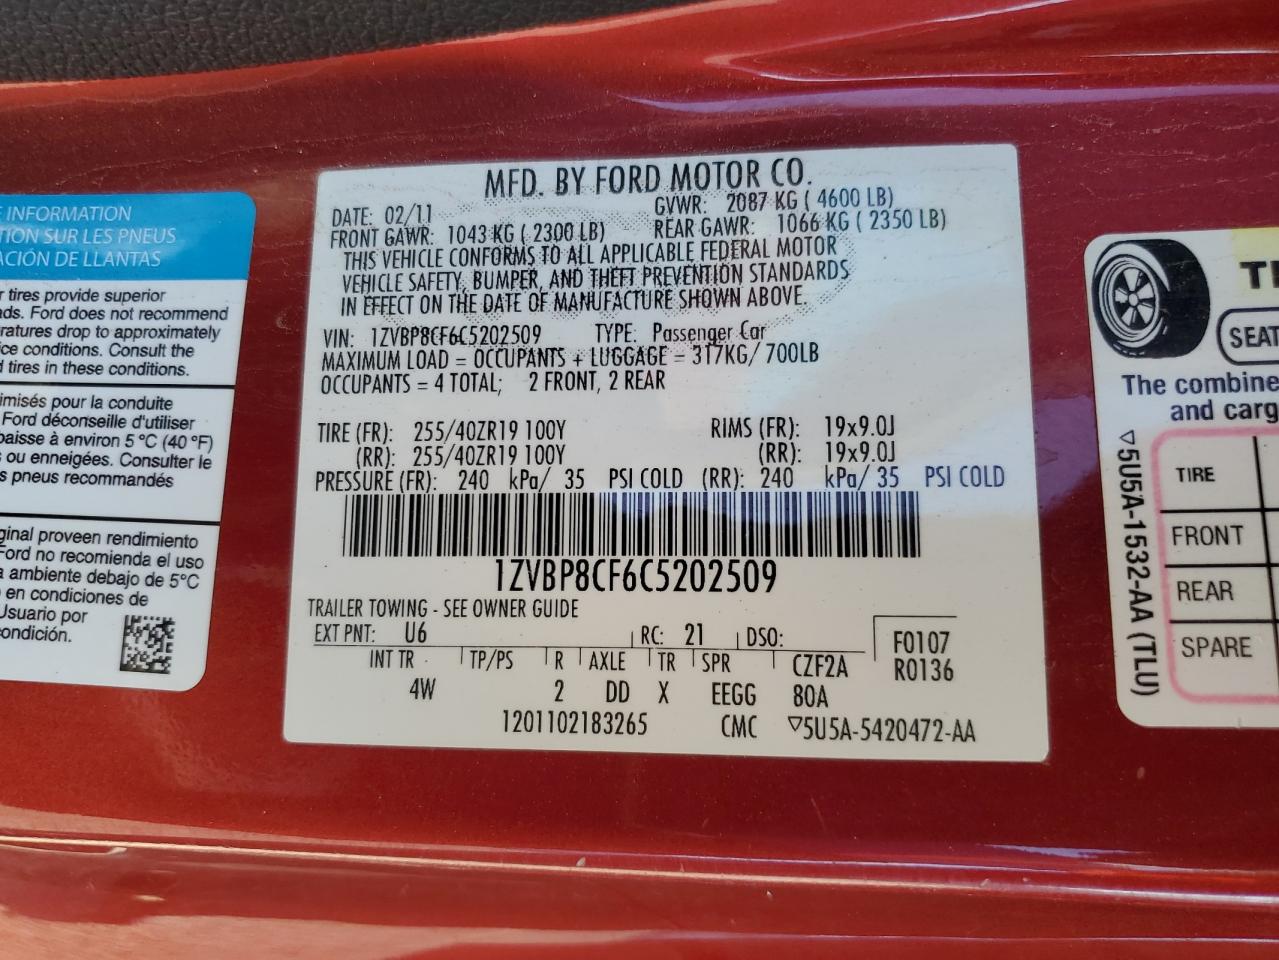 INFORMATION
SUR LES PNEUS
DE LLANTAS
tires provide superior
Ford does not recommend
drop to approximately
conditions. Consult the
tires in these conditions.
pour la conduite
Ford déconseille d'utiliser
à environ 5 °C (40 °F)
ou enneigées. Consulter le
pneus recommandés
proveen rendimiento
Ford no recomienda el uso
ambiente debajo de 5°C
en condiciones de
Usuario por
MFD. BY FORD MOTOR CO.
DATE: 02/11 GVWR: 2087 KG ( 4600 LB)
FRONT GAWR: 1043 KG ( 2300 LB) REAR GAWR: 1066 KG ( 2350 LB)
THIS VEHICLE CONFORMS TO ALL APPLICABLE FEDERAL MOTOR
VEHICLE SAFETY, BUMPER, AND THEFT PREVENTION STANDARDS
IN EFFECT ON THE DATE OF MANUFACTURE SHOWN ABOVE.
VIN: 1ZVBP8CF6C5202509 TYPE: Passenger Car
MAXIMUM LOAD = OCCUPANTS + LUGGAGE = 317KG/ 700LB
OCCUPANTS = 4 TOTAL; 2 FRONT, 2 REAR
TIRE (FR): 255/40ZR19 100Y RIMS (FR): 19x9.0J
(RR): 255/40ZR19 100Y (RR): 19x9.0J
PRESSURE (FR): 240 kPa/ 35 PSI COLD (RR): 240 kPa/ 35 PSI COLD
1ZVBP8CF6C5202509
TRAILER TOWING - SEE OWNER GUIDE
EXT PNT: U6 RC: 21 DSO: F0107
INT TR TP/PS R AXLE TR SPR CZF2A R0136
4W 2 DD X EEGG 80A
1201102183265 CMC ▽5U5A-5420472-AA
SEAT
The
and
▽5U5A-1532-AA (TLU)
TIRE
FRONT
REAR
SPARE